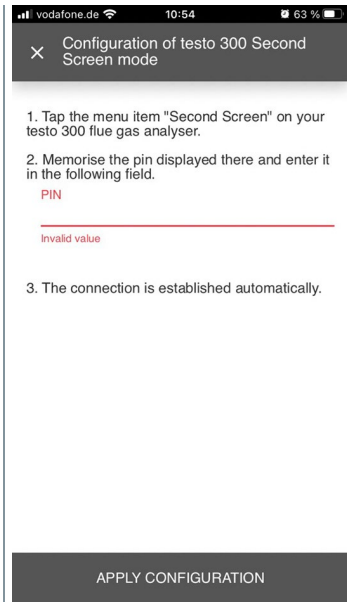 vodafone.de 10:54 63 %
Configuration of testo 300 Second
Screen mode
1. Tap the menu item "Second Screen" on your
testo 300 flue gas analyser.
2. Memorise the pin displayed there and enter it
in the following field.
PIN
Invalid value
3. The connection is established automatically.
APPLY CONFIGURATION